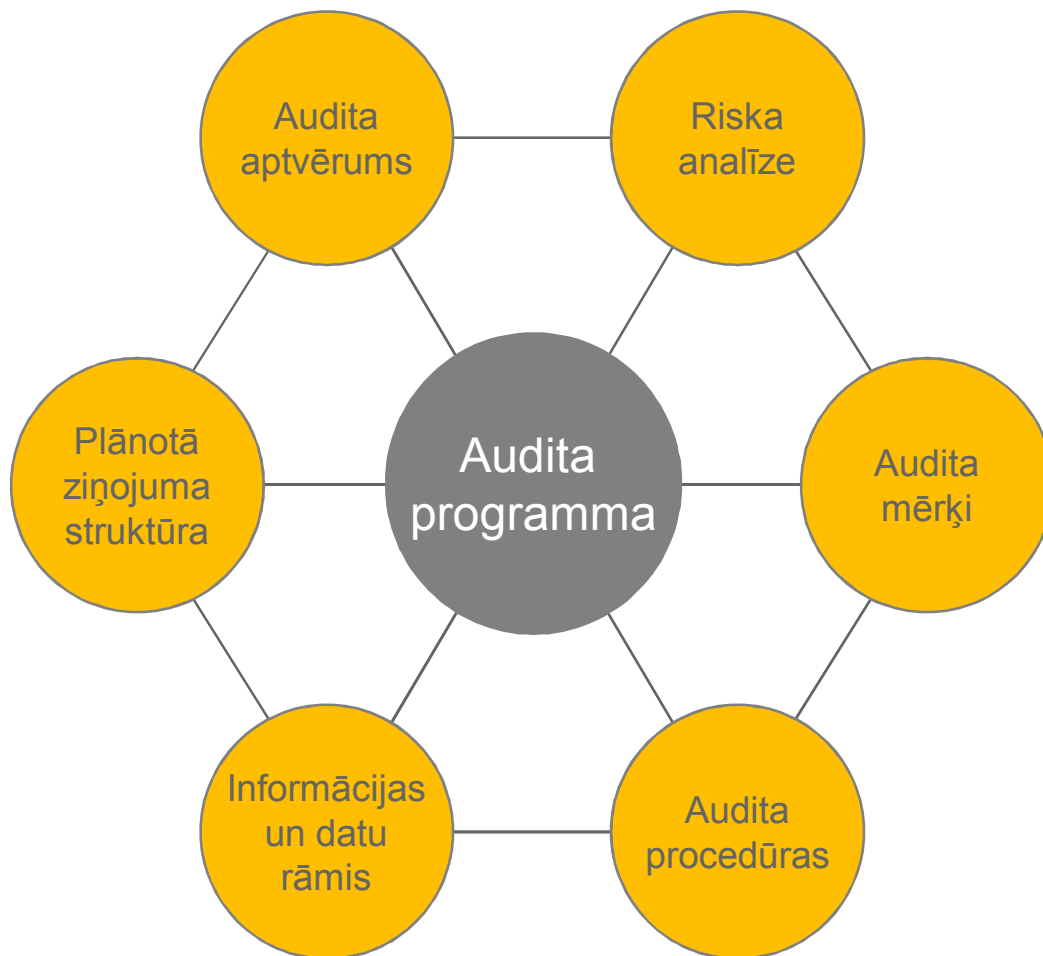 Audita
aptvērums
Riska
analīze
Plānotā
ziņojuma
struktūra
Audita
programma
Audita
mērķi
Informācijas
un datu
rāmis
Audita
procedūras